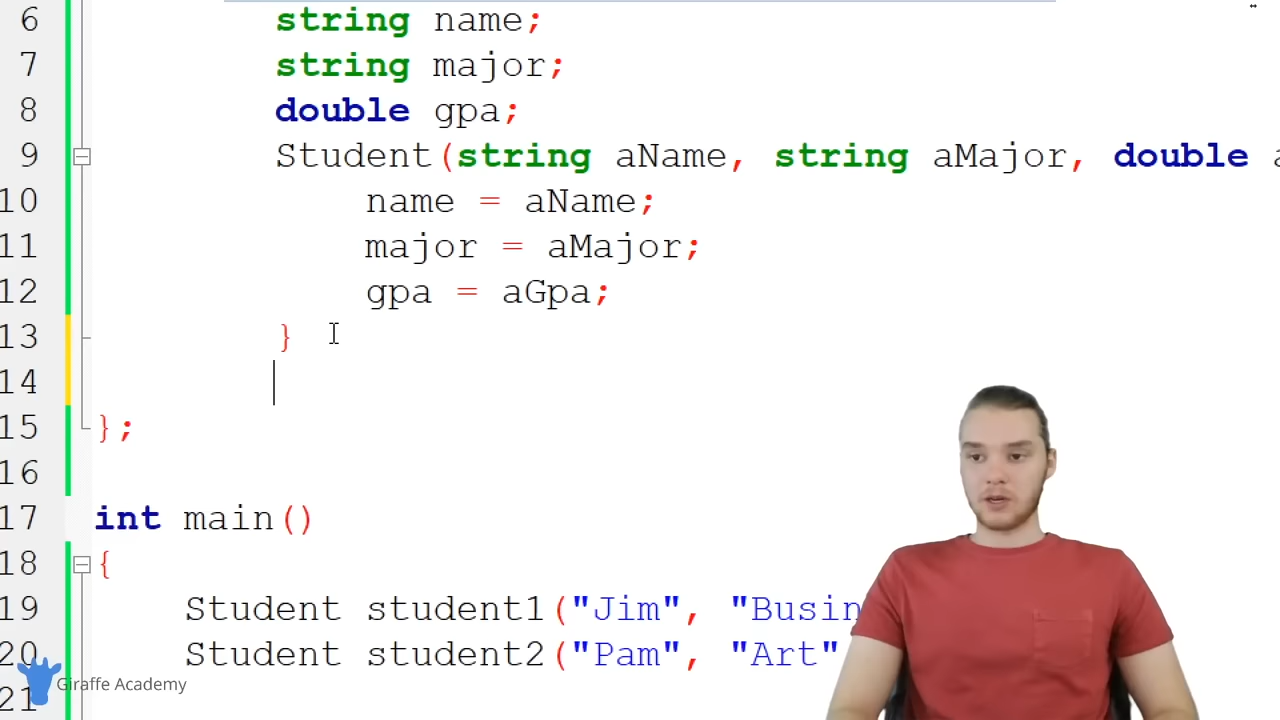 6 string name;
7 string major;
8 double gpa;
9 Student(string aName, string aMajor, double
10 name = aName;
11 major = aMajor;
12 gpa = aGpa;
13 }
14
15 };
16
17 int main()
18 {
19 Student student1("Jim", "Busin
20 Student student2("Pam", "Art"
21
Giraffe Academy